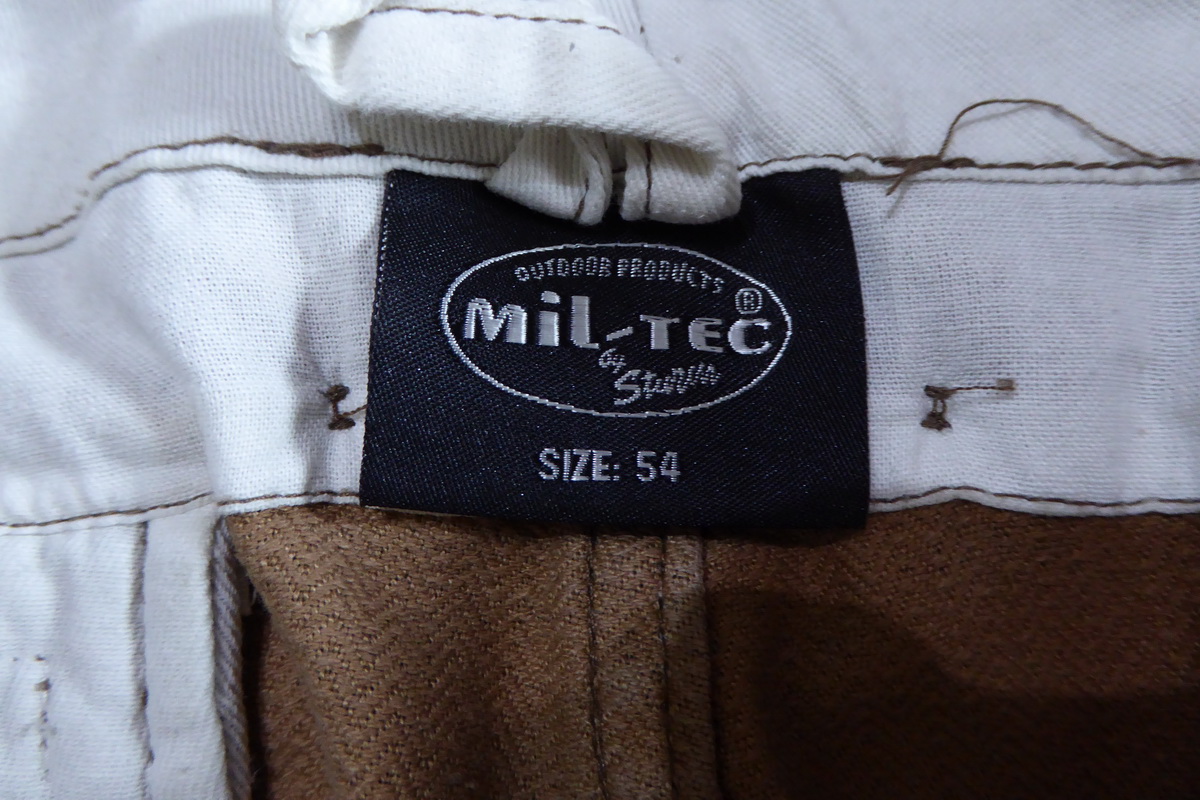 OUTDOOR PRODUCTS
MiL-TEC®
by
Sturm
SIZE: 54